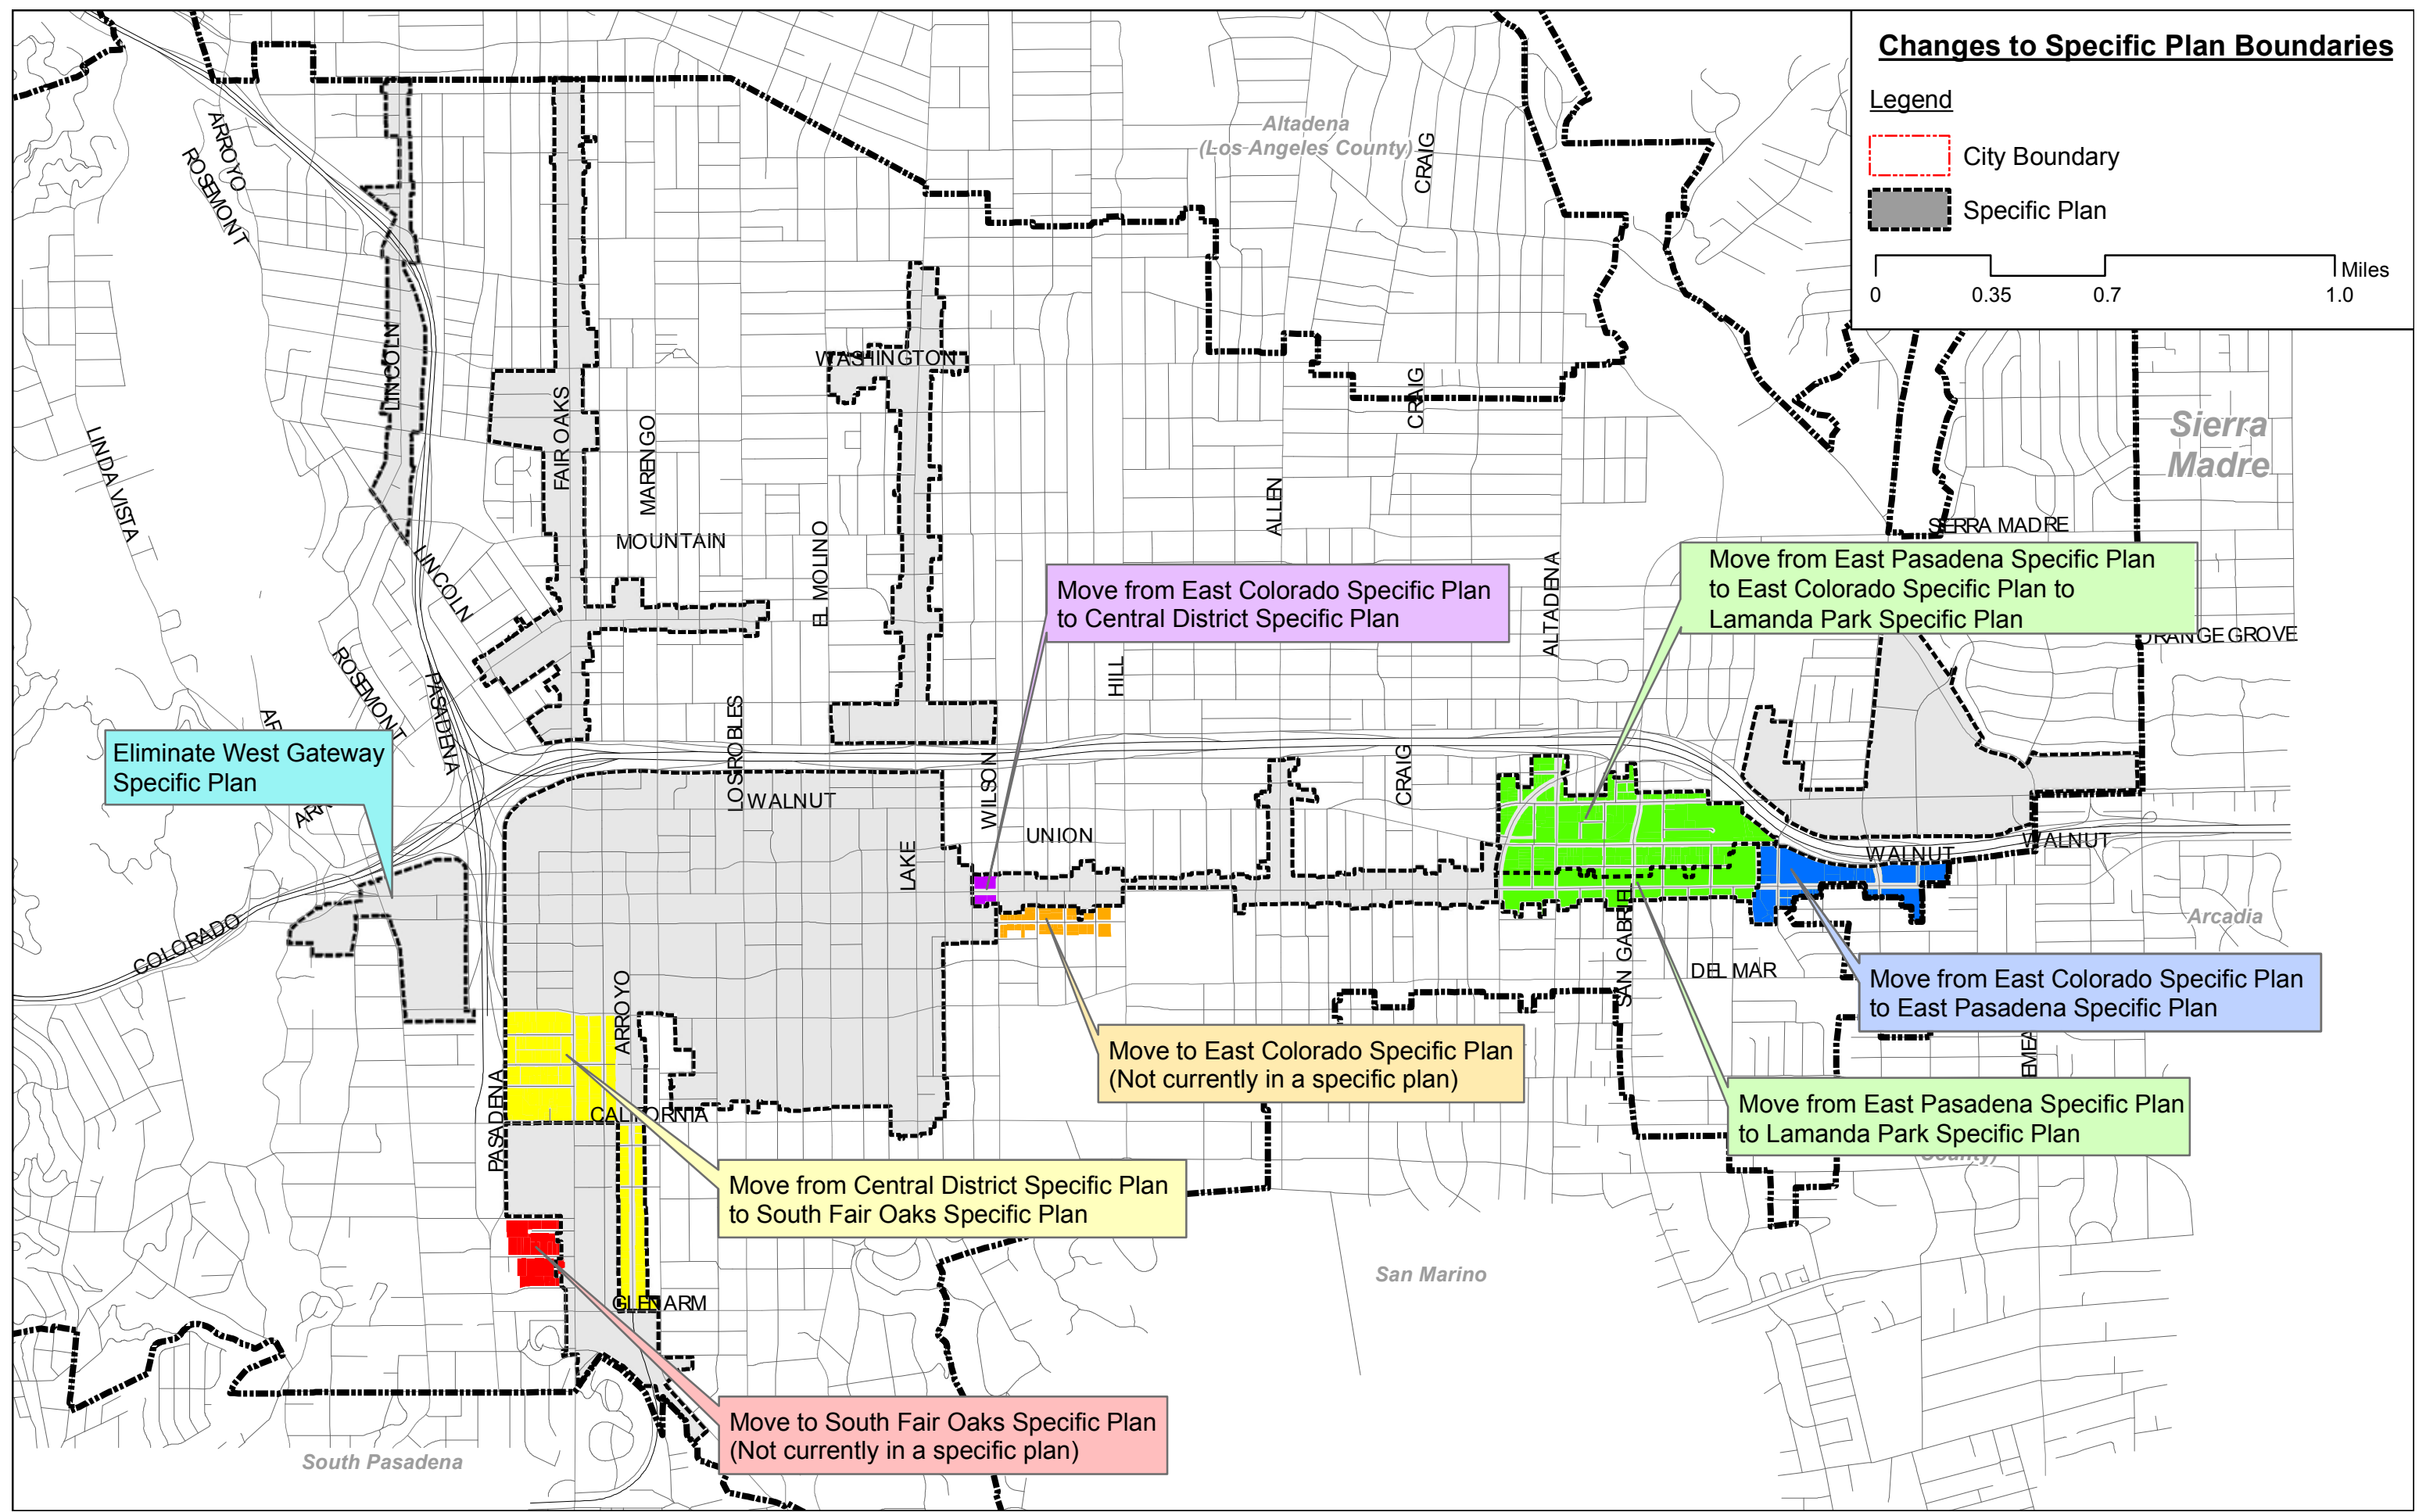 Changes to Specific Plan Boundaries
Legend
City Boundary
Specific Plan
Miles
0
0.35
0.7
1.0
Altadena
(Los Angeles County)
CRAIG
ARROYO
ROSEMONT
LINCOLN
WASHINGTON
FAIR OAKS
MARENGO
CRAIG
Sierra
Madre
LINDA VISTA
ALLEN
SERRA MADRE
MOUNTAIN
EL MOLINO
LINCOLN
ALTADENA
Move from East Pasadena Specific Plan
to East Colorado Specific Plan to
Lamanda Park Specific Plan
Move from East Colorado Specific Plan
to Central District Specific Plan
ORANGE GROVE
HILL
ROSEMONT
PASADENA
LOS ROBLES
Eliminate West Gateway
Specific Plan
WILSON
CRAIG
WALNUT
UNION
LAKE
WALNUT
WALNUT
COLORADO
SAN GABRIEL
Arcadia
DEL MAR
Move from East Colorado Specific Plan
to East Pasadena Specific Plan
ARROYO
Move to East Colorado Specific Plan
(Not currently in a specific plan)
PASADENA
CALIFORNIA
Move from East Pasadena Specific Plan
to Lamanda Park Specific Plan
County)
Move from Central District Specific Plan
to South Fair Oaks Specific Plan
San Marino
GLENARM
Move to South Fair Oaks Specific Plan
(Not currently in a specific plan)
South Pasadena